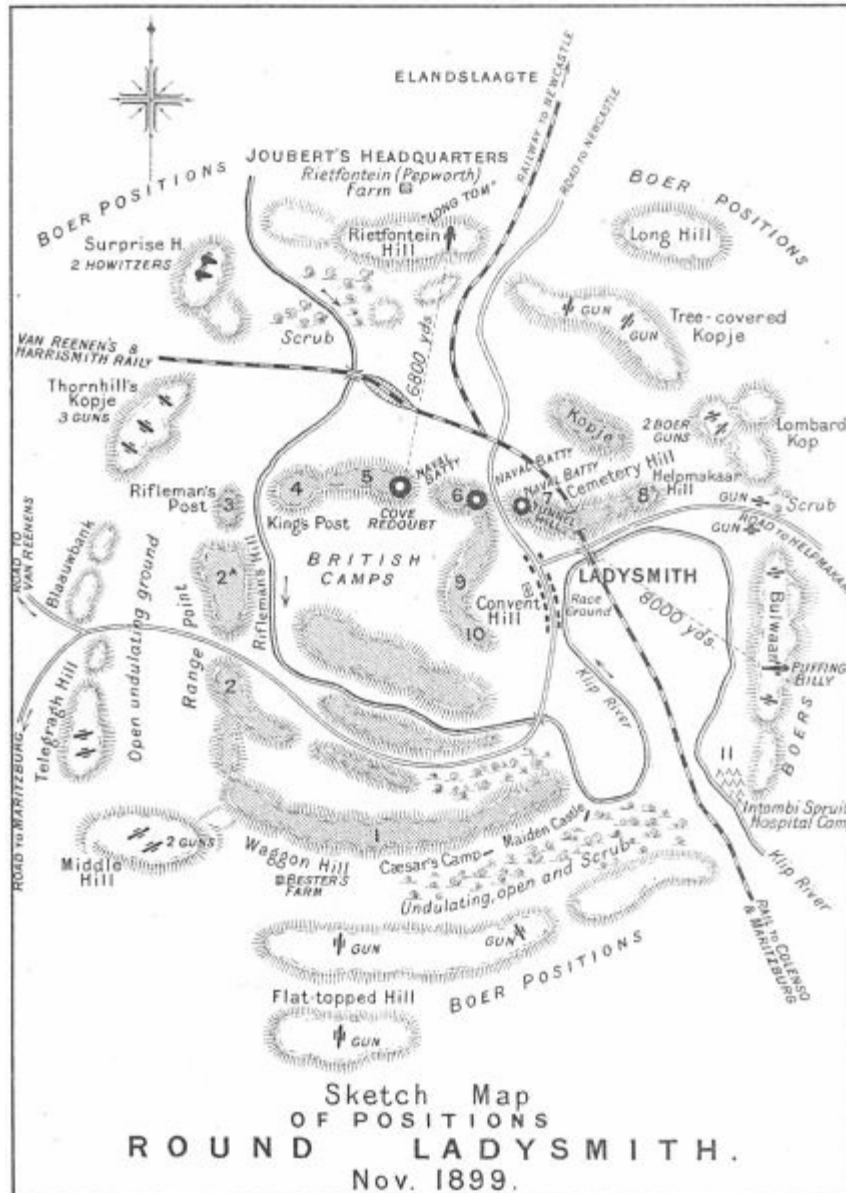 ELANDSLAAGTE
RAILWAY TO NEWCASTLE
ROAD TO NEWCASTLE
JOUBERT'S HEADQUARTERS
Rietfontein (Pepworth)
Farm
"LONG TOM"
BOER POSITIONS
BOER POSITIONS
Surprise H.
2 HOWITZERS
Rietfontein
Hill
Long Hill
GUN
GUN
Tree-covered
Kopje
Scrub
6800 yds.
VAN REENEN'S &
HARRISMITH RAILY
Thornhill's
Kopje
3 GUNS
Kopje
2 BOER
GUNS
Lombard
Kop
Rifleman's
Post
3
4
King's Post
5
NAVAL BATTY
COVE
REDOUBT
6
NAVAL BATTY
NAVAL BATTY
7
TUNNEL
HILL
Cemetery Hill
8
Helpmakaar
Hill
GUN
Scrub
GUN
ROAD TO HELPMAKAR
ROAD TO
VAN REENENS
Blaauwbank
Open undulating ground
2A
Range Point
Rifleman's Hill
BRITISH
CAMPS
9
10
Convent
Hill
LADYSMITH
Race
Ground
8000 yds.
Bulwaan
PUFFING
BILLY
BOERS
2
Telegragh Hill
ROAD TO MARITZBURG
Klip River
11
Intombi Spruit
Hospital Camp
Klip River
2 GUNS
Middle
Hill
1
Waggon Hill
BESTER'S
FARM
Cæsar's Camp
Maiden Castle
Undulating, open and Scrub
RAIL TO COLENSO
& MARITZBURG
GUN
GUN
BOER POSITIONS
Flat-topped Hill
GUN
Sketch Map
OF POSITIONS
ROUND LADYSMITH.
Nov. 1899.